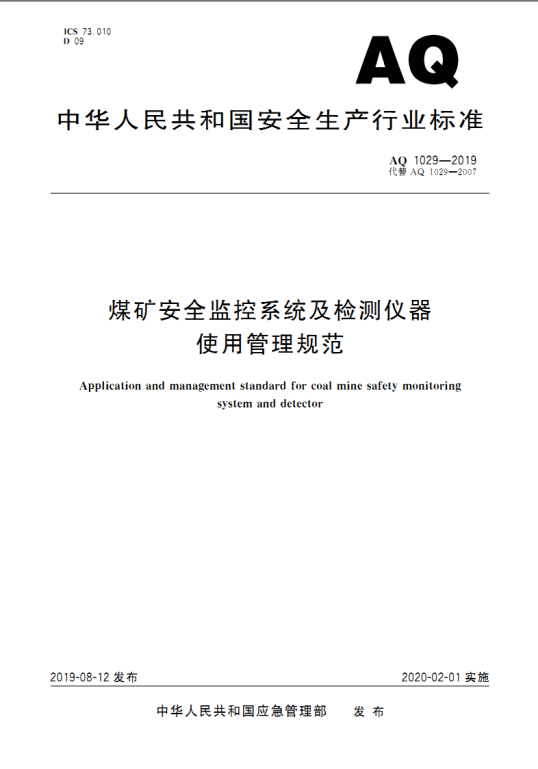 ICS 73.010
D 09
AQ
中华人民共和国安全生产行业标准
AQ 1029—2019
代替 AQ 1029—2007
煤矿安全监控系统及检测仪器
使用管理规范
Application and management standard for coal mine safety monitoring
system and detector
2019-08-12 发布 2020-02-01 实施
中华人民共和国应急管理部 发 布